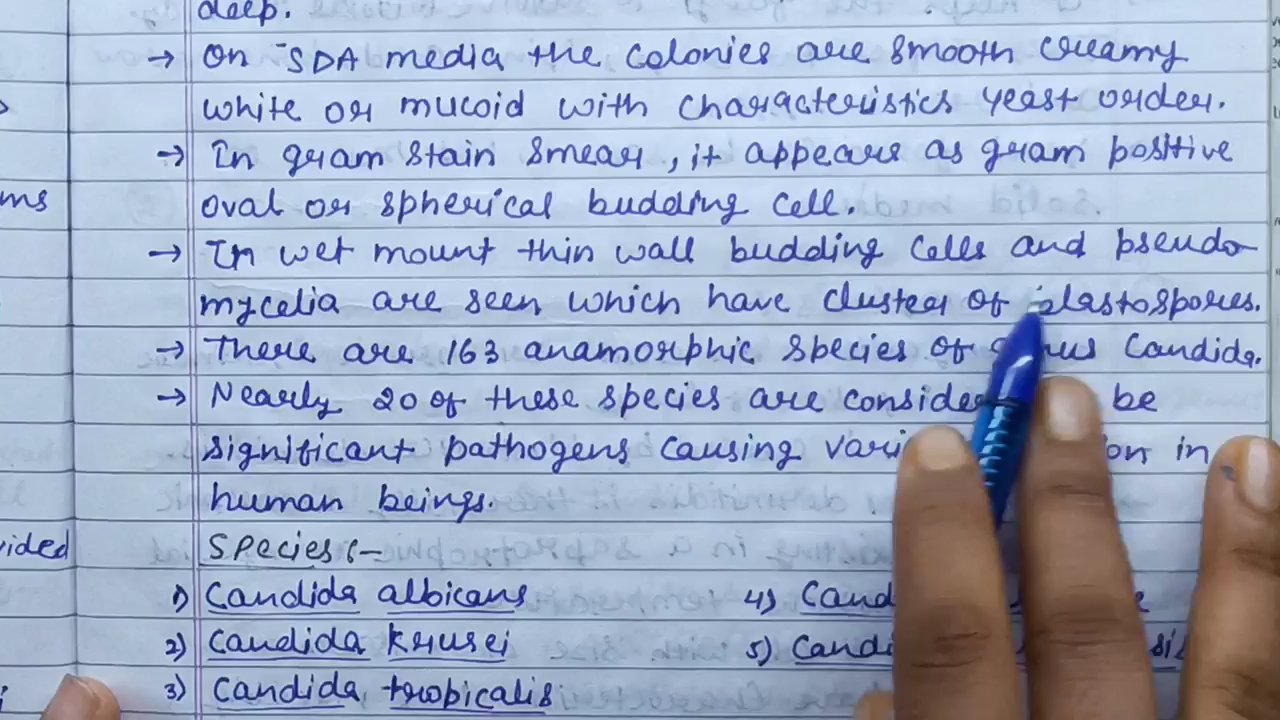 deep.
→ On SDA media the colonies are smooth creamy
white or mucoid with characteristics yeast order.
→ In gram stain smear, it appears as gram positive
oval or spherical budding cell.
ms
→ In wet mount thin wall budding cells and pseudo
mycelia are seen which have cluster of blastospores.
→ There are 163 anamorphic species of Candida.
→ Nearly 20 of these species are be
significant pathogens causing in
human beings.
vided
Species :-
1) Candida albicans 4)
2) Candida krusei 5)
3) Candida tropicalis